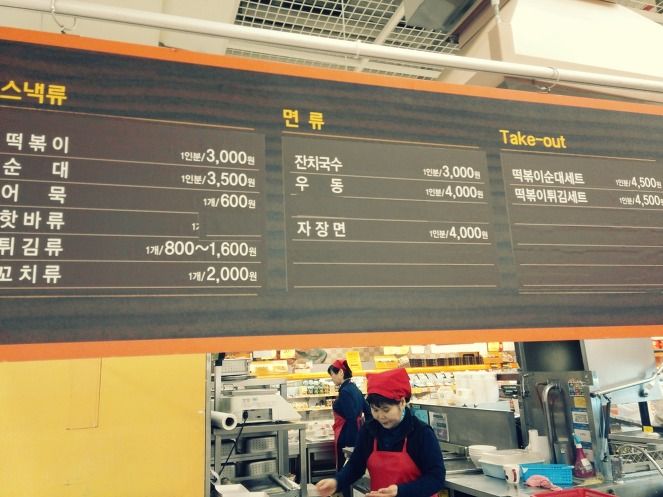 스낵류
떡볶이 1인분/3,000원
순대 1인분/3,500원
어묵 1개/600원
핫바류
튀김류 1개/800~1,600원
꼬치류 1개/2,000원
면류
잔치국수 1인분/3,000원
우동 1인분/4,000원
자장면 1인분/4,000원
Take-out
떡볶이순대세트 1인분/4,500원
떡볶이튀김세트 1인분/4,500